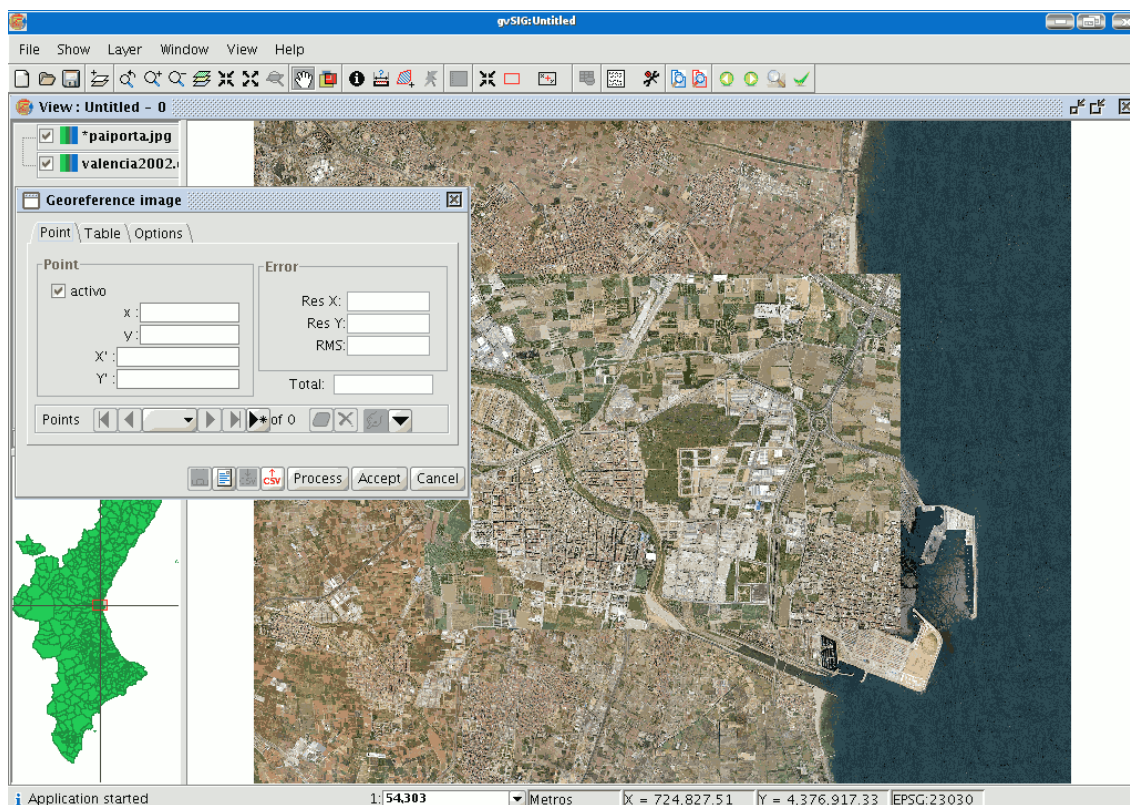 gvSIG:Untitled
File Show Layer Window View Help
View : Untitled - 0
*paiporta.jpg
valencia2002.
Georeference image
Point Table Options
Point
activo
x :
y :
X' :
Y' :
Error
Res X:
Res Y:
RMS:
Total:
Points of 0
CSV Process Accept Cancel
Application started 1: 54,303 Metros X = 724.827.51 Y = 4.376.917.33 EPSG:23030